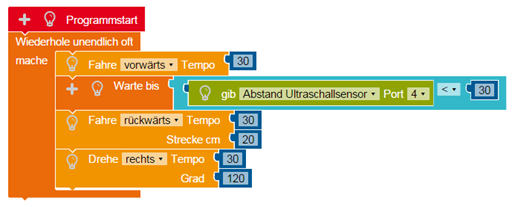 Programmstart
Wiederhole unendlich oft
mache Fahre vorwärts Tempo 30
Warte bis gib Abstand Ultraschallsensor Port 4 < 30
Fahre rückwärts Tempo 30
Strecke cm 20
Drehe rechts Tempo 30
Grad 120